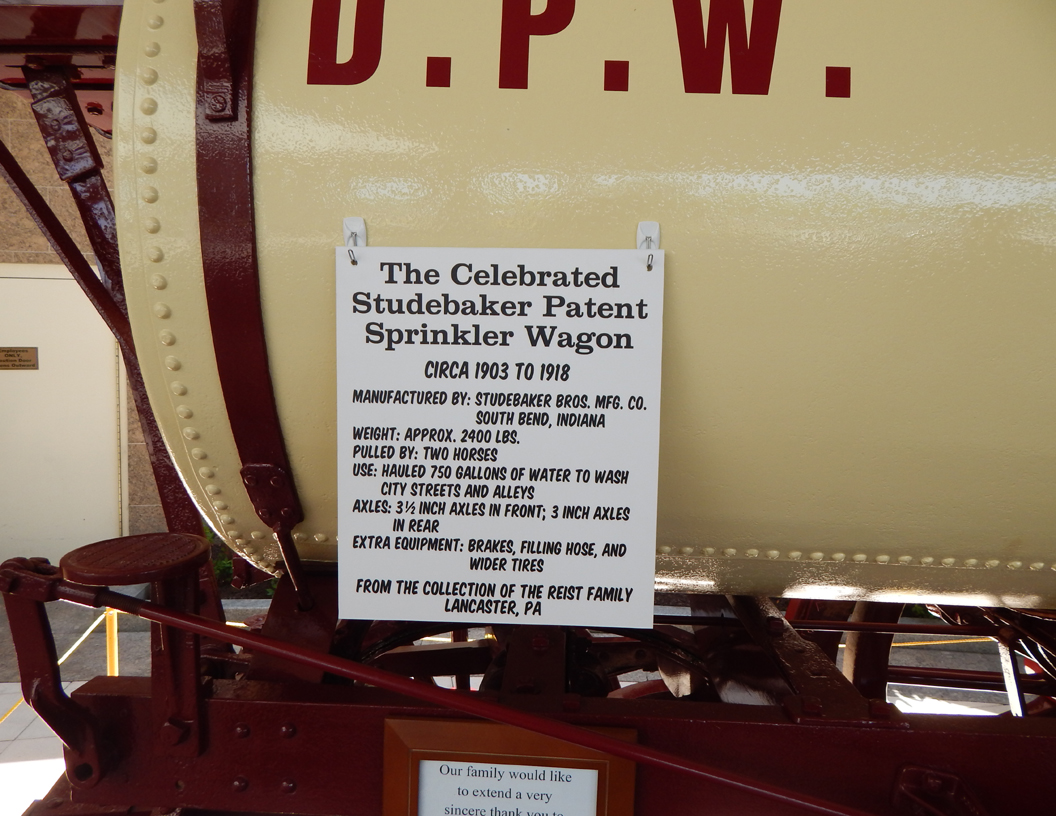 D.P.W.
The Celebrated
Studebaker Patent
Sprinkler Wagon
CIRCA 1903 TO 1918
MANUFACTURED BY: STUDEBAKER BROS. MFG. CO.
SOUTH BEND, INDIANA
WEIGHT: APPROX. 2400 LBS.
PULLED BY: TWO HORSES
USE: HAULED 750 GALLONS OF WATER TO WASH
CITY STREETS AND ALLEYS
AXLES: 3½ INCH AXLES IN FRONT; 3 INCH AXLES
IN REAR
EXTRA EQUIPMENT: BRAKES, FILLING HOSE, AND
WIDER TIRES
FROM THE COLLECTION OF THE REIST FAMILY
LANCASTER, PA
ONLY.
Our family would like
to extend a very
sincere thank you to